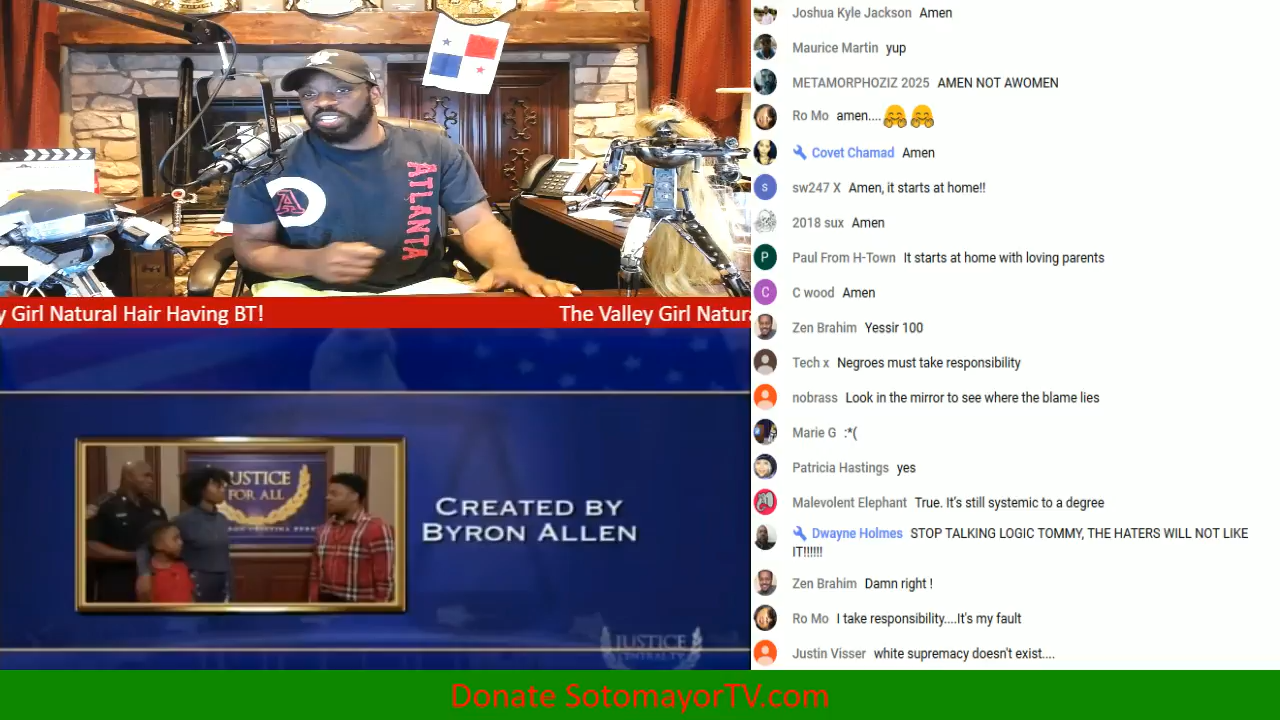 ATLANTA
y Girl Natural Hair Having BT!
The Valley Girl Natura
JUSTICE
FOR ALL
CREATED BY
BYRON ALLEN
JUSTICE
CENTRAL.TV
Joshua Kyle Jackson Amen
Maurice Martin yup
METAMORPHOZIZ 2025 AMEN NOT AWOMEN
Ro Mo amen....🤗🤗
Covet Chamad Amen
S
sw247 X Amen, it starts at home!!
2018 sux Amen
P
Paul From H-Town It starts at home with loving parents
C
C wood Amen
Zen Brahim Yessir 100
Tech x Negroes must take responsibility
nobrass Look in the mirror to see where the blame lies
Marie G :*(
Patricia Hastings yes
Malevolent Elephant True. It's still systemic to a degree
Dwayne Holmes STOP TALKING LOGIC TOMMY, THE HATERS WILL NOT LIKE
IT!!!!!!
Zen Brahim Damn right !
Ro Mo I take responsibility....It's my fault
Justin Visser white supremacy doesn't exist....
Donate SotomayorTV.com